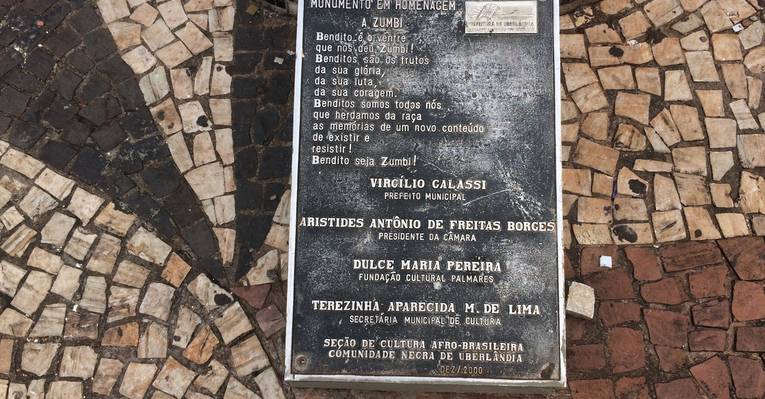 MONUMENTO EM HOMENAGEM
A ZUMBI
PREFEITURA DE UBERLÂNDIA
Bendito é o ventre
que nos deu Zumbi!
Benditos são os frutos
da sua glória,
da sua luta,
da sua coragem.
Benditos somos todos nós
que herdamos da raça
as memórias de um novo conteúdo
de existir e
resistir!
Bendito seja Zumbi!
VIRGÍLIO GALASSI
PREFEITO MUNICIPAL
ARISTIDES ANTÔNIO DE FREITAS BORGES
PRESIDENTE DA CÂMARA
DULCE MARIA PEREIRA
FUNDAÇÃO CULTURAL PALMARES
TEREZINHA APARECIDA M. DE LIMA
SECRETÁRIA MUNICIPAL DE CULTURA
SEÇÃO DE CULTURA AFRO-BRASILEIRA
COMUNIDADE NEGRA DE UBERLÂNDIA
DEZ/2000